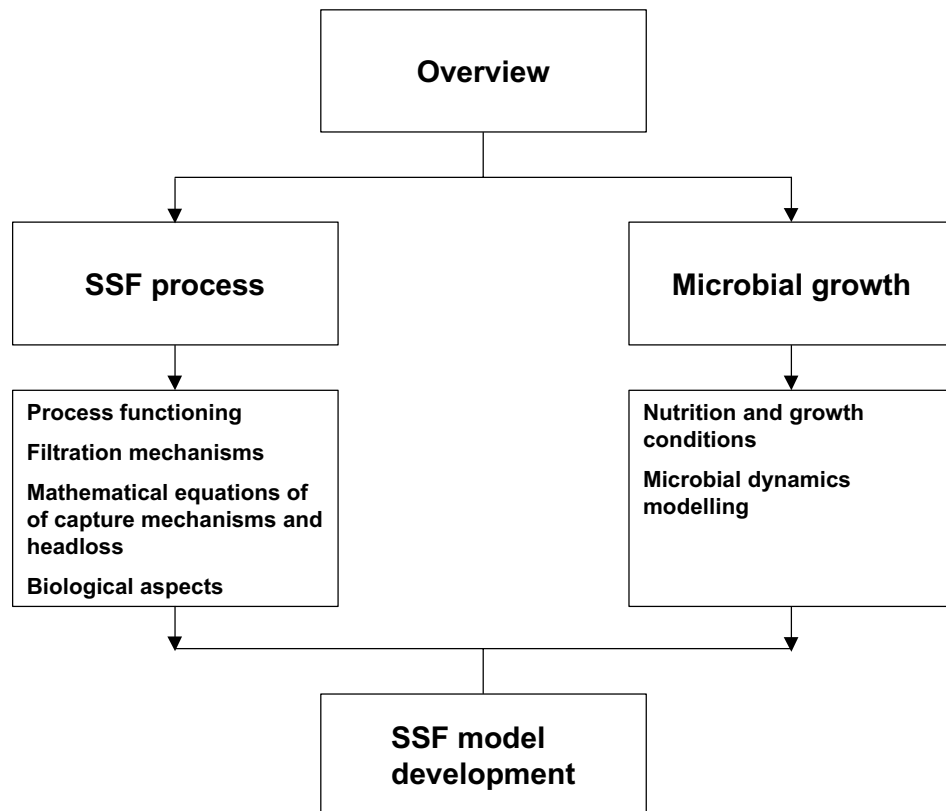 Overview
SSF process
Microbial growth
Process functioning
Filtration mechanisms
Mathematical equations of
of capture mechanisms and
headloss
Biological aspects
Nutrition and growth
conditions
Microbial dynamics
modelling
SSF model
development